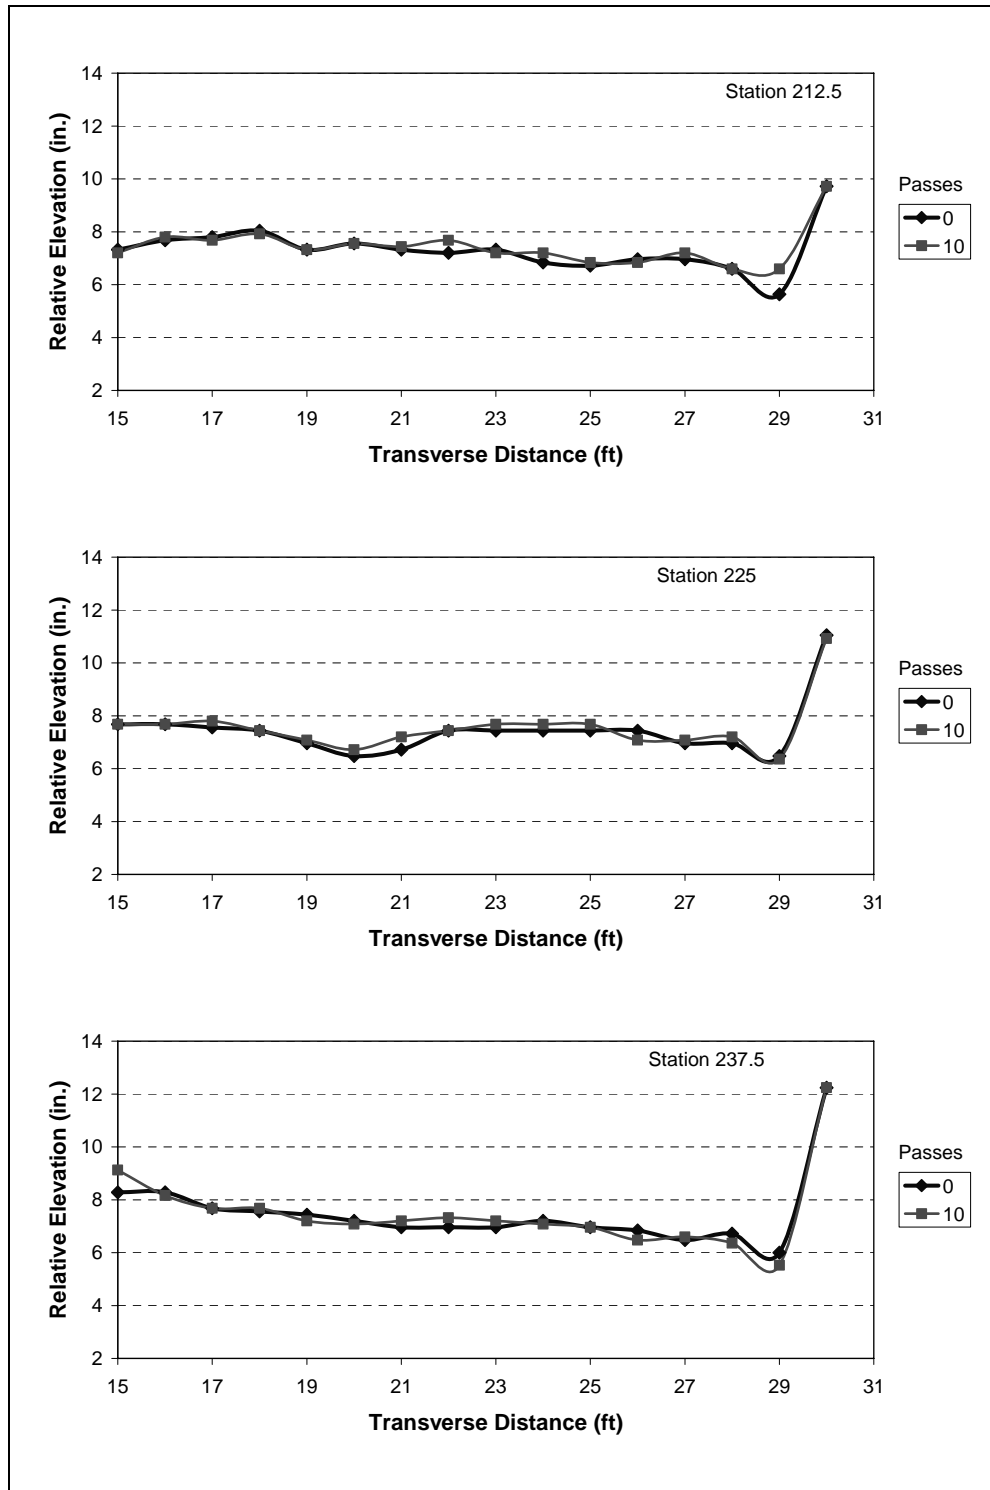 Station 212.5
14
12
10
8
6
4
2
15 17 19 21 23 25 27 29 31
Relative Elevation (in.)
Transverse Distance (ft)
Passes
0
10
Station 225
14
12
10
8
6
4
2
15 17 19 21 23 25 27 29 31
Relative Elevation (in.)
Transverse Distance (ft)
Passes
0
10
Station 237.5
14
12
10
8
6
4
2
15 17 19 21 23 25 27 29 31
Relative Elevation (in.)
Transverse Distance (ft)
Passes
0
10